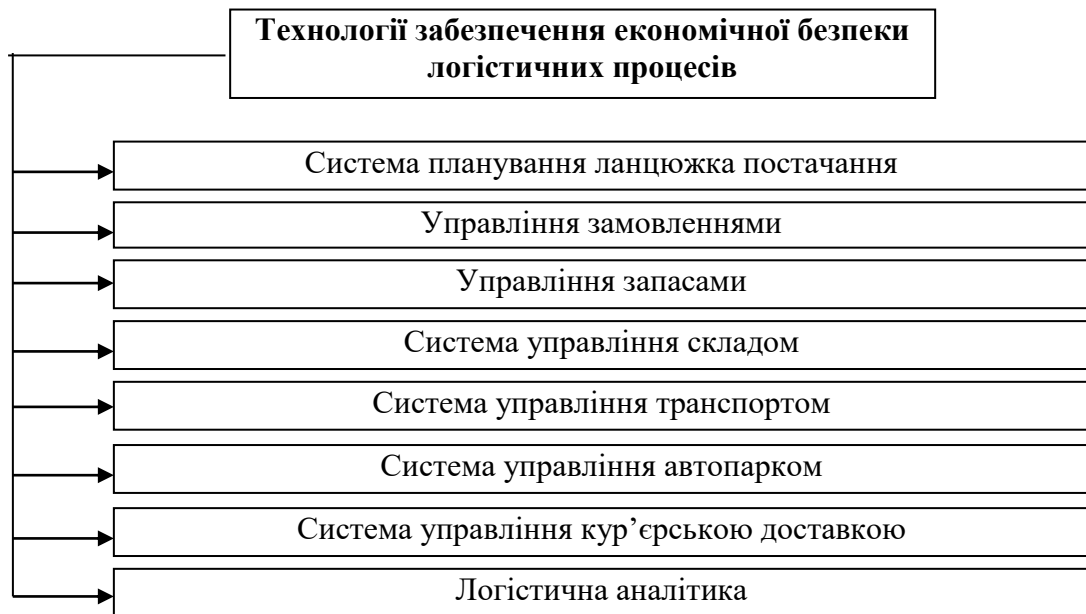 Технології забезпечення економічної безпеки
логістичних процесів
Система планування ланцюжка постачання
Управління замовленнями
Управління запасами
Система управління складом
Система управління транспортом
Система управління автопарком
Система управління кур’єрською доставкою
Логістична аналітика